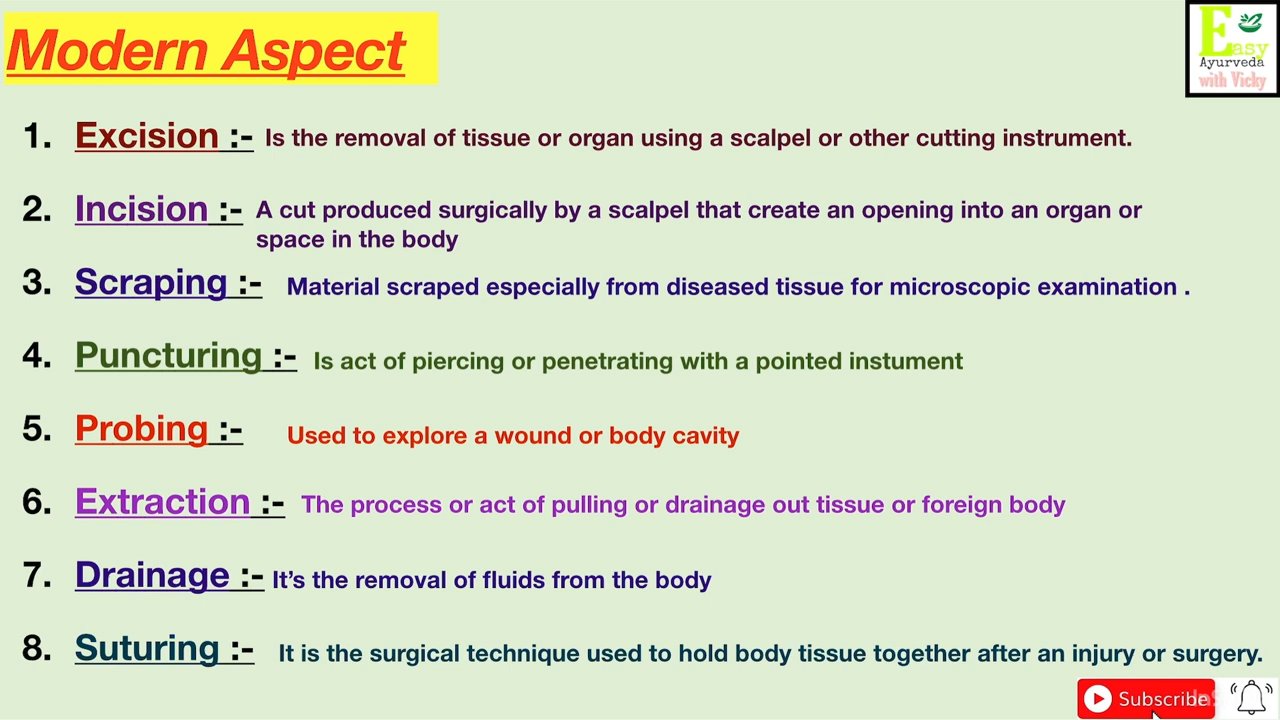 Modern Aspect
Easy
Ayurveda
with Vicky
1. Excision :- Is the removal of tissue or organ using a scalpel or other cutting instrument.
2. Incision :- A cut produced surgically by a scalpel that create an opening into an organ or
space in the body
3. Scraping :- Material scraped especially from diseased tissue for microscopic examination .
4. Puncturing :- Is act of piercing or penetrating with a pointed instument
5. Probing :- Used to explore a wound or body cavity
6. Extraction :- The process or act of pulling or drainage out tissue or foreign body
7. Drainage :- It’s the removal of fluids from the body
8. Suturing :- It is the surgical technique used to hold body tissue together after an injury or surgery.
Subscribe